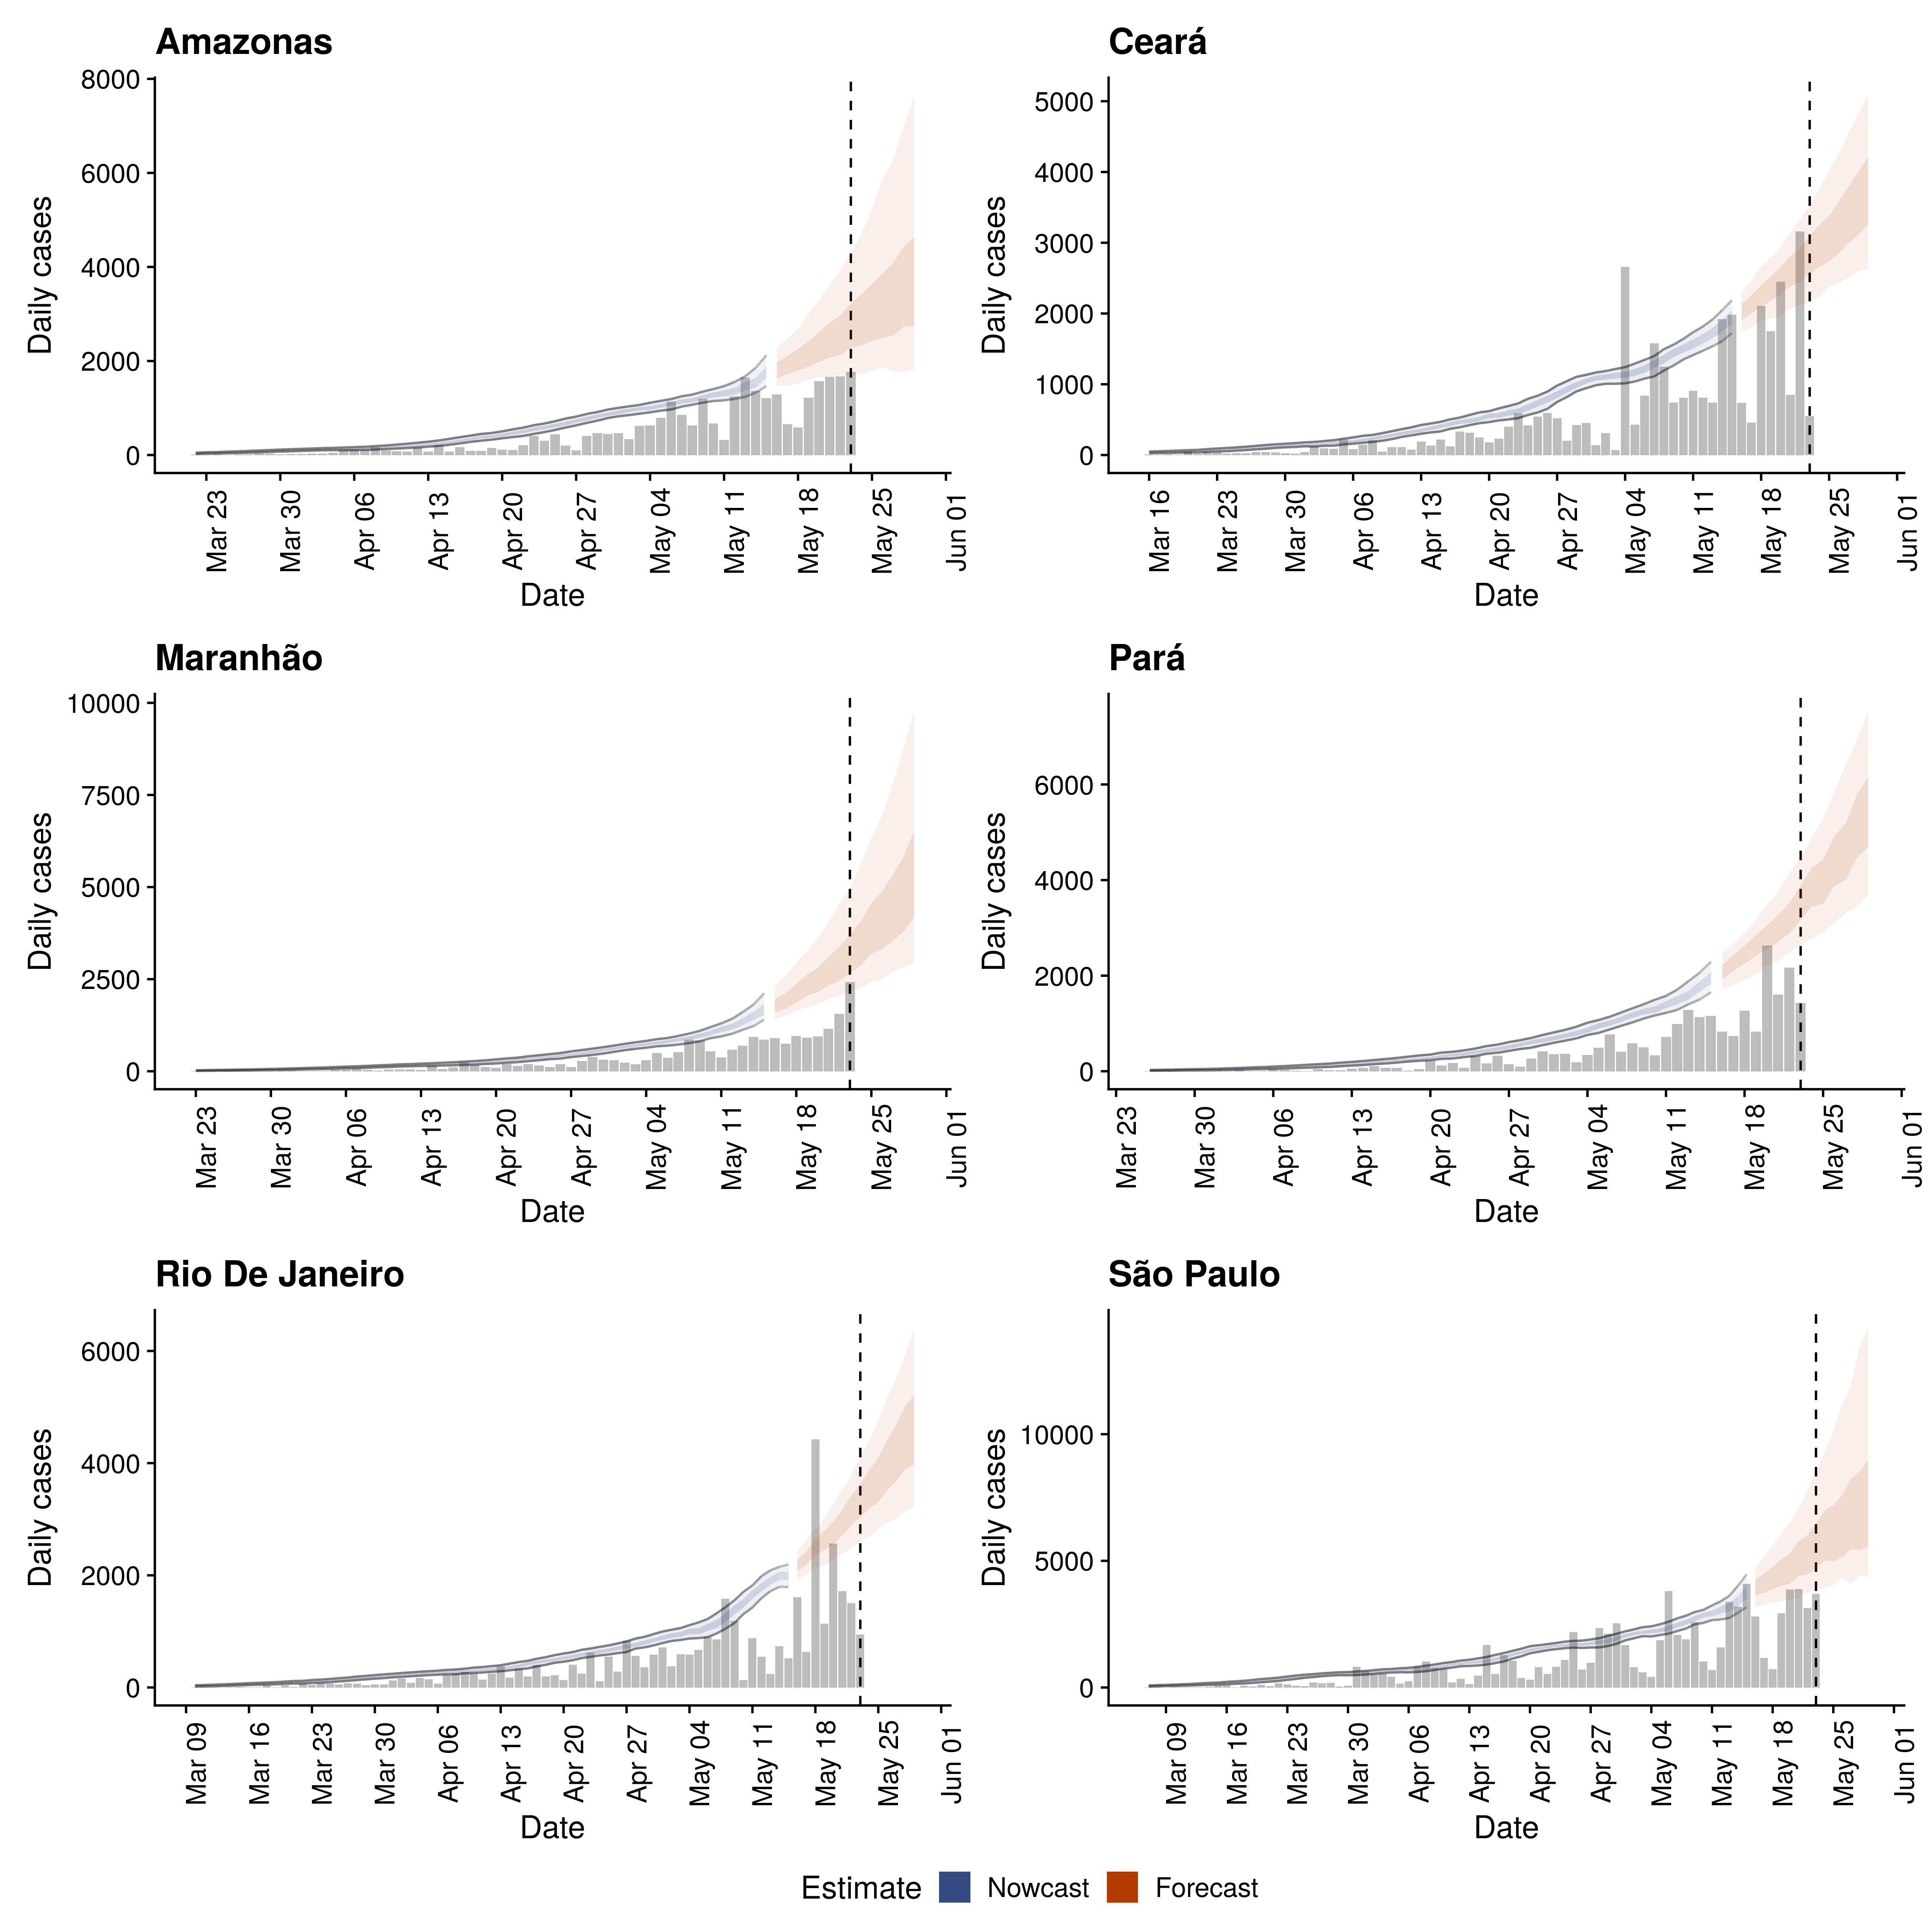 Amazonas
Daily cases
8000
6000
4000
2000
0
Mar 23
Mar 30
Apr 06
Apr 13
Apr 20
Apr 27
May 04
May 11
May 18
May 25
Jun 01
Date
Ceará
Daily cases
5000
4000
3000
2000
1000
0
Mar 16
Mar 23
Mar 30
Apr 06
Apr 13
Apr 20
Apr 27
May 04
May 11
May 18
May 25
Jun 01
Date
Maranhão
Daily cases
10000
7500
5000
2500
0
Mar 23
Mar 30
Apr 06
Apr 13
Apr 20
Apr 27
May 04
May 11
May 18
May 25
Jun 01
Date
Pará
Daily cases
6000
4000
2000
0
Mar 23
Mar 30
Apr 06
Apr 13
Apr 20
Apr 27
May 04
May 11
May 18
May 25
Jun 01
Date
Rio De Janeiro
Daily cases
6000
4000
2000
0
Mar 09
Mar 16
Mar 23
Mar 30
Apr 06
Apr 13
Apr 20
Apr 27
May 04
May 11
May 18
May 25
Jun 01
Date
São Paulo
Daily cases
10000
5000
0
Mar 09
Mar 16
Mar 23
Mar 30
Apr 06
Apr 13
Apr 20
Apr 27
May 04
May 11
May 18
May 25
Jun 01
Date
Estimate Nowcast Forecast